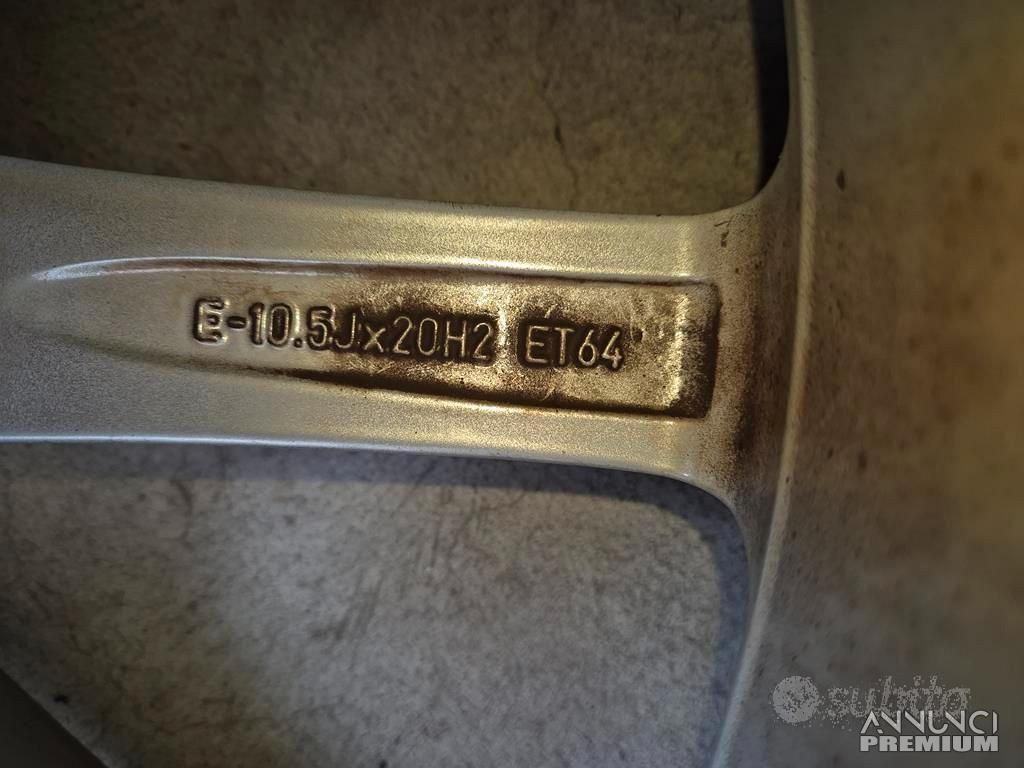 E-10.5Jx20H2 ET64
subito
ANNUNCI
PREMIUM